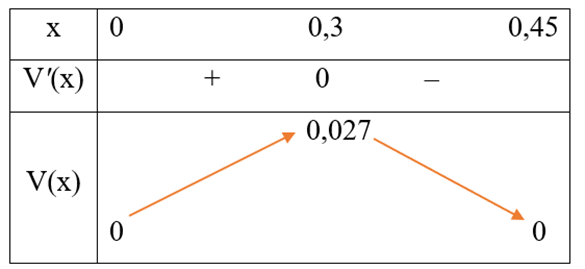 x 0 0,3 0,45
V′(x) + 0 –
0,027
V(x)
0 0